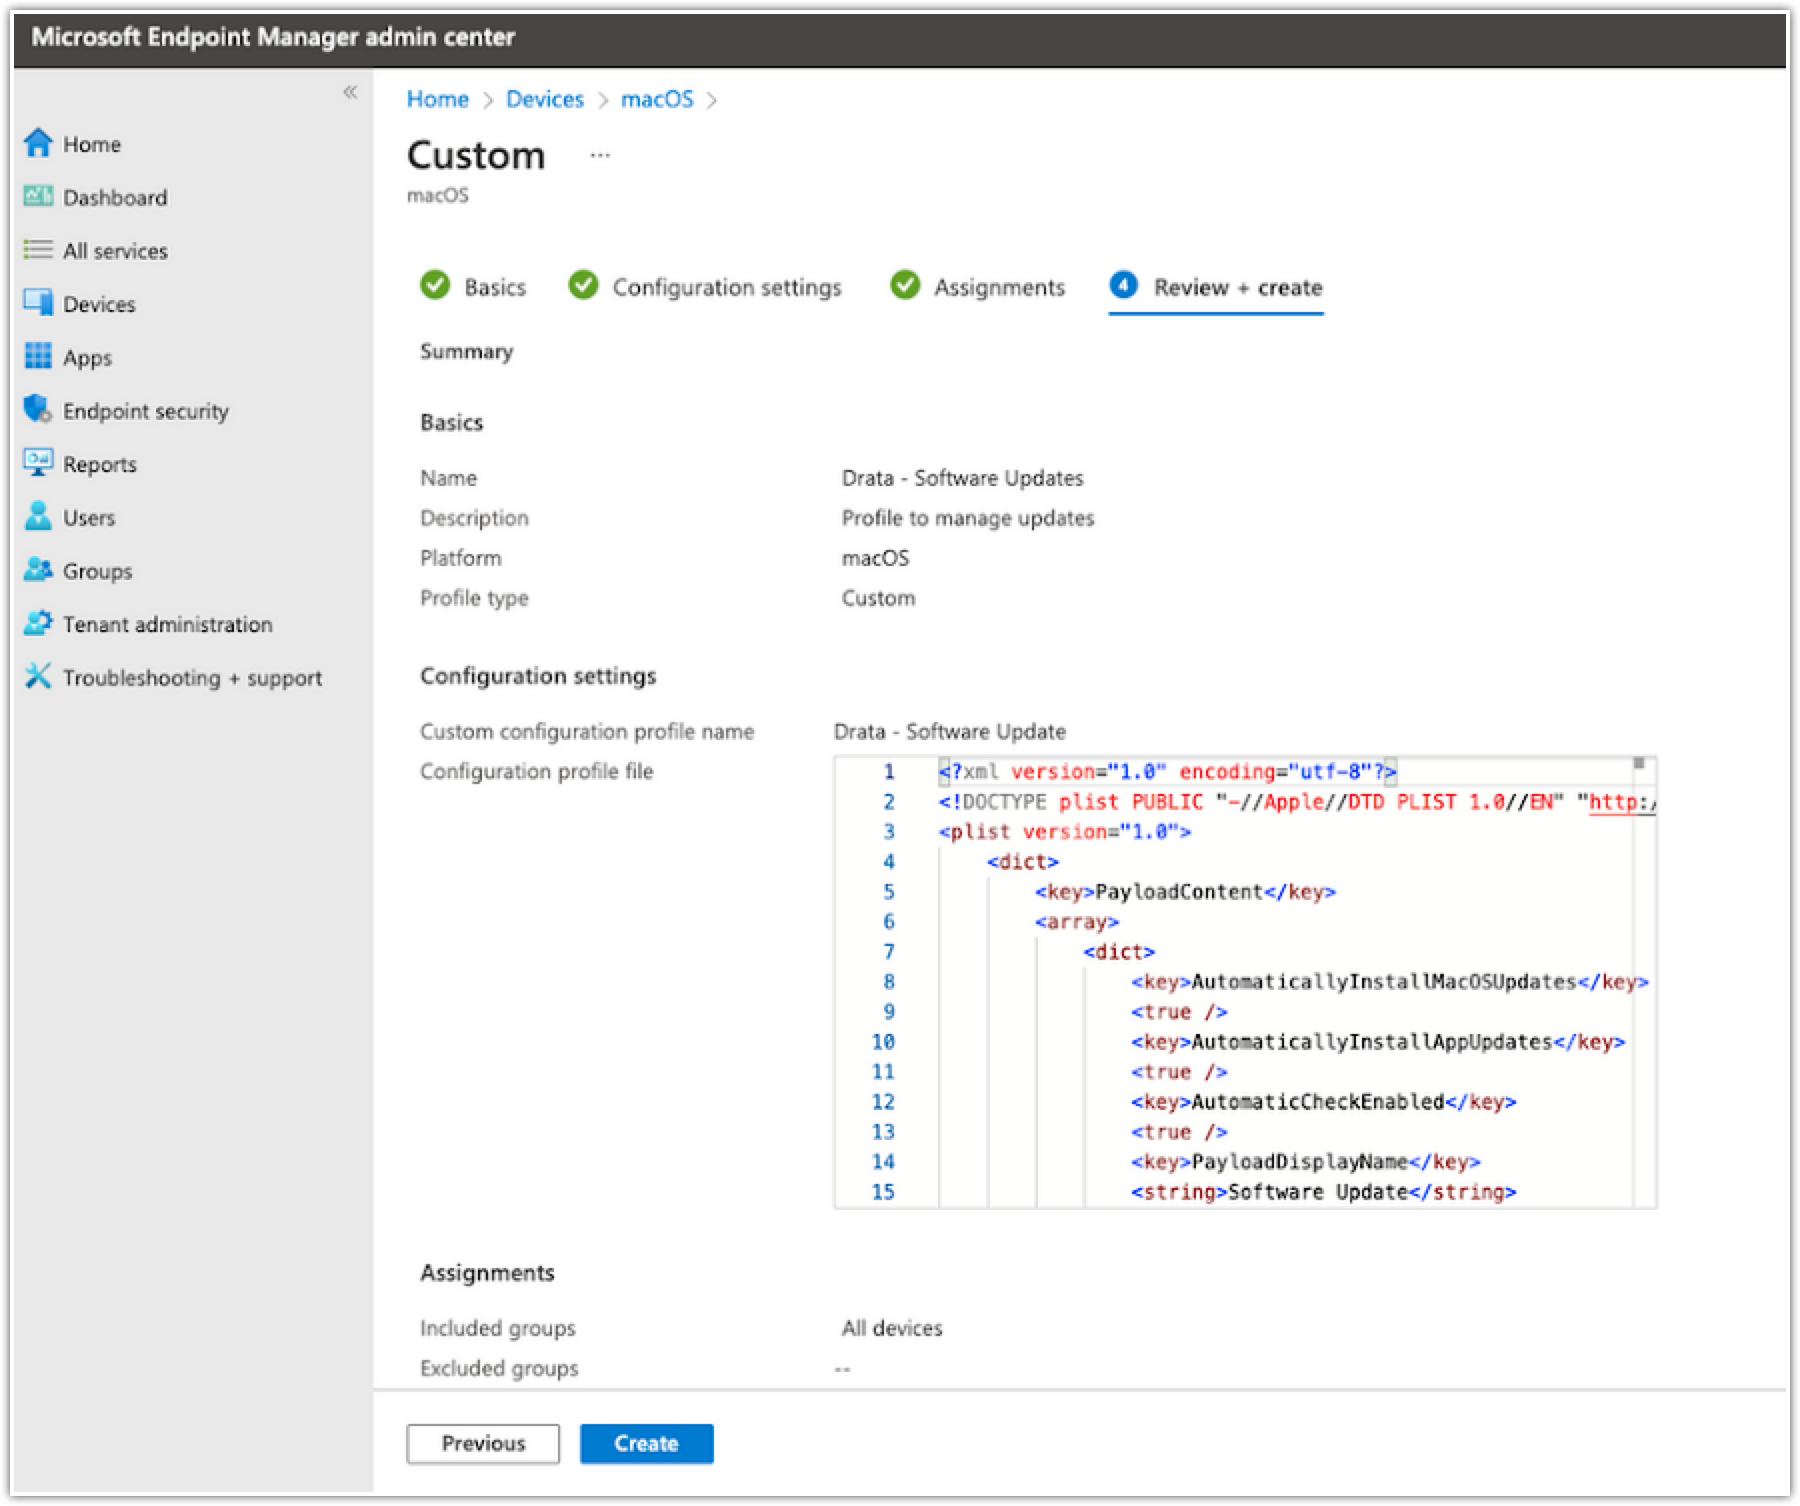 Microsoft Endpoint Manager admin center
«
Home
Dashboard
All services
Devices
Apps
Endpoint security
Reports
Users
Groups
Tenant administration
Troubleshooting + support
Home > Devices > macOS >
Custom ...
macOS
Basics Configuration settings Assignments 4 Review + create
Summary
Basics
Name Drata - Software Updates
Description Profile to manage updates
Platform macOS
Profile type Custom
Configuration settings
Custom configuration profile name Drata - Software Update
Configuration profile file
1 <?xml version="1.0" encoding="utf-8"?>
2 <!DOCTYPE plist PUBLIC "-//Apple//DTD PLIST 1.0//EN" "http:/
3 <plist version="1.0">
4 <dict>
5 <key>PayloadContent</key>
6 <array>
7 <dict>
8 <key>AutomaticallyInstallMacOSUpdates</key>
9 <true />
10 <key>AutomaticallyInstallAppUpdates</key>
11 <true />
12 <key>AutomaticCheckEnabled</key>
13 <true />
14 <key>PayloadDisplayName</key>
15 <string>Software Update</string>
Assignments
Included groups All devices
Excluded groups --
Previous Create